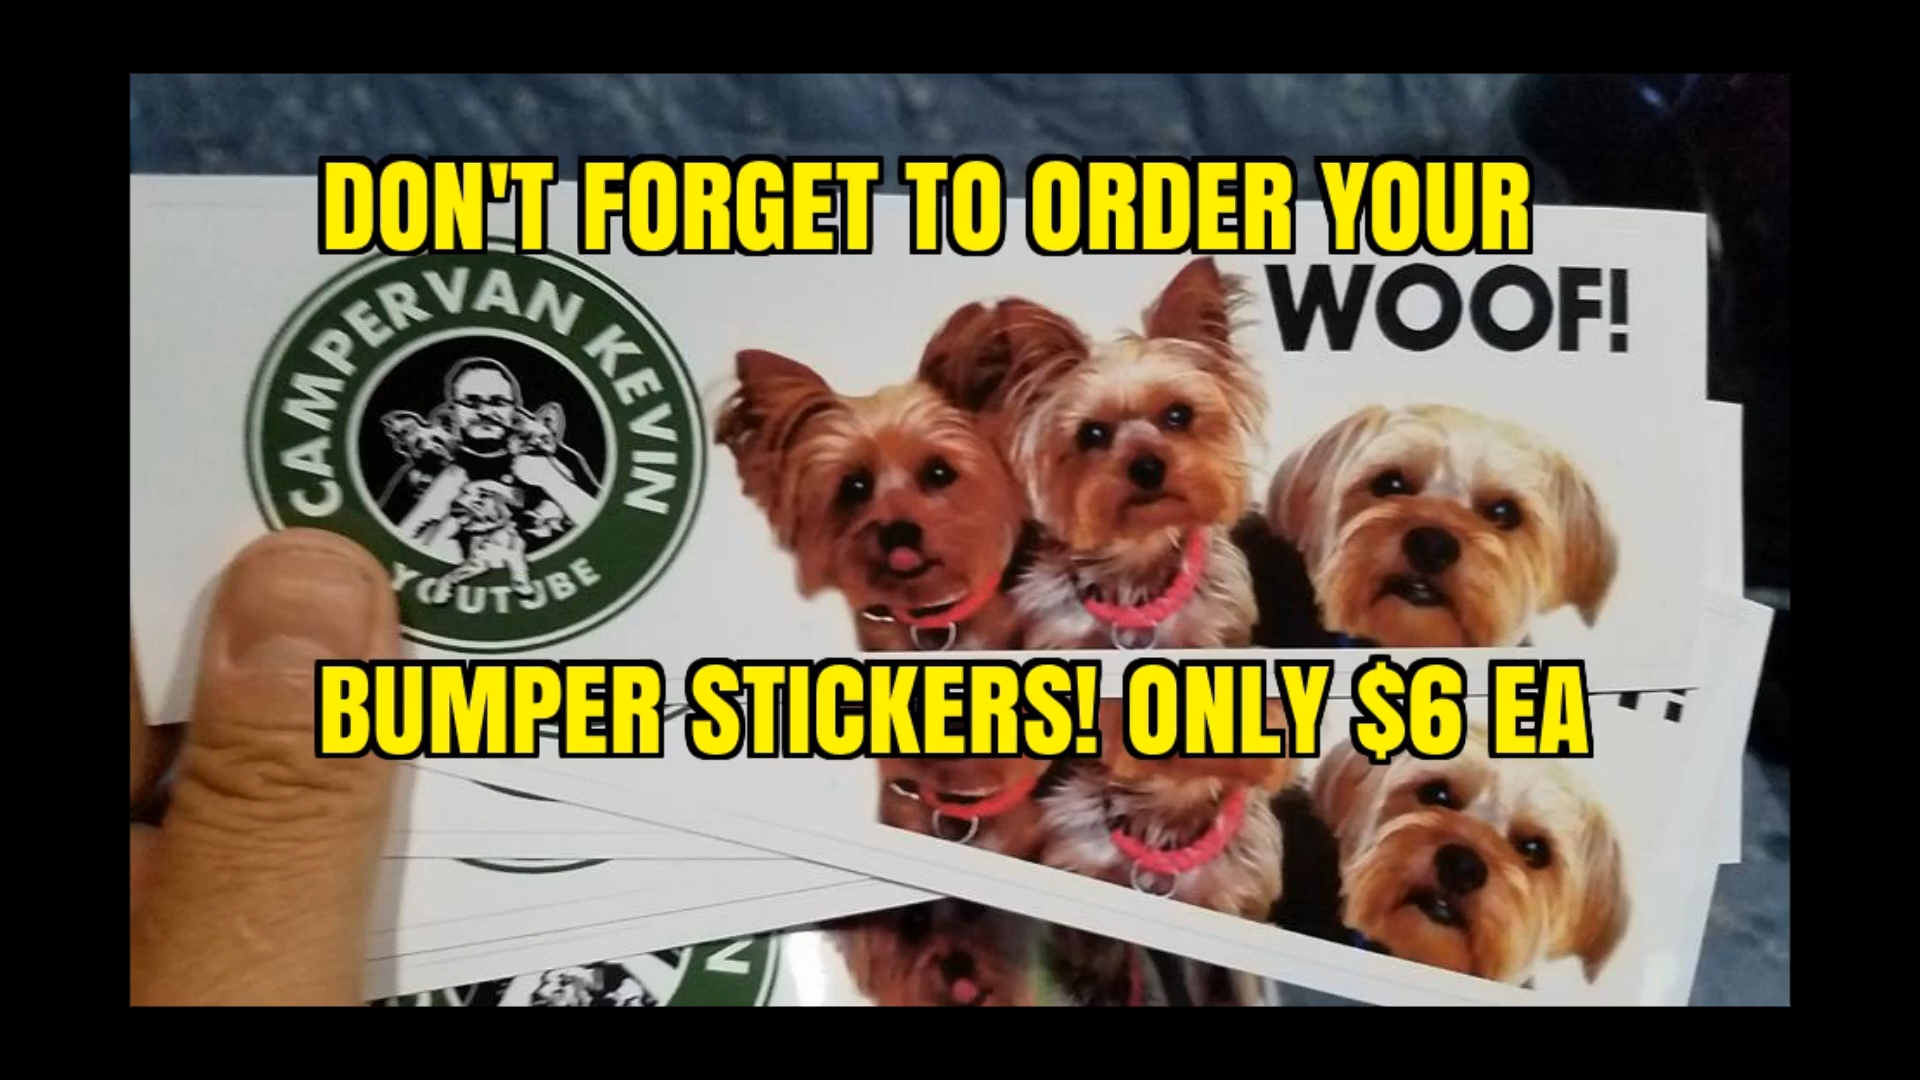 DON'T FORGET TO ORDER YOUR
CAMPERVAN KEVIN
WOOF!
YOUTUBE
BUMPER STICKERS! ONLY $6 EA
N